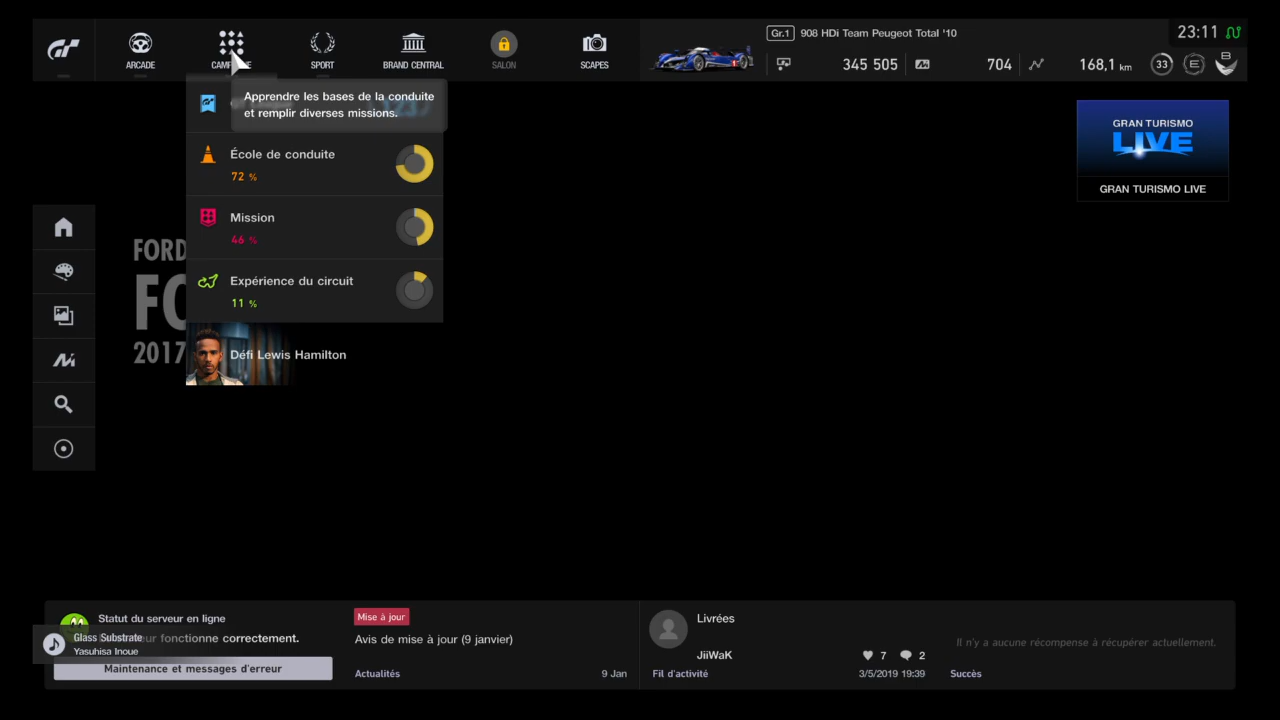 Gr.1 908 HDi Team Peugeot Total '10
23:11
ARCADE
SPORT
BRAND CENTRAL
SALON
SCAPES
345 505
704
168,1 km
33
E
B
Apprendre les bases de la conduite
et remplir diverses missions.
GRAN TURISMO
LIVE
GRAN TURISMO LIVE
École de conduite
72 %
Mission
46 %
Expérience du circuit
11 %
FORD
FO
2017
Défi Lewis Hamilton
Statut du serveur en ligne
fonctionne correctement.
Glass Substrate
Yasuhisa Inoue
Maintenance et messages d'erreur
Mise à jour
Avis de mise à jour (9 janvier)
Actualités
9 Jan
Livrées
JiiWaK
7
2
Fil d'activité
3/5/2019 19:39
Il n'y a aucune récompense à récupérer actuellement.
Succès